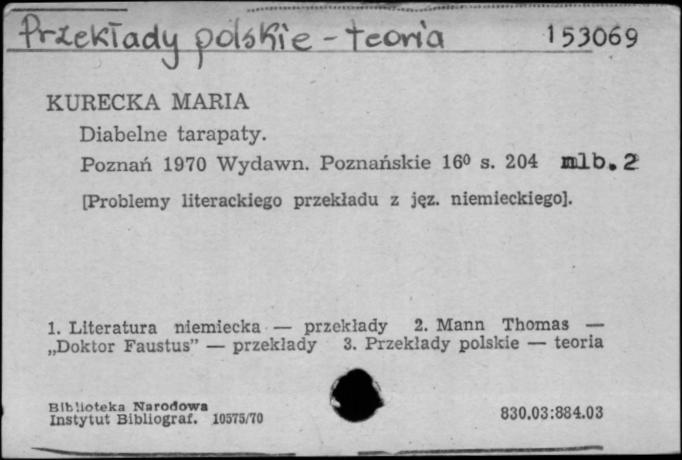 Przekłady polskie - teoria 153069
KURECKA MARIA
Diabelne tarapaty.
Poznań 1970 Wydawn. Poznańskie 16⁰ s. 204 mlb. 2
[Problemy literackiego przekładu z jęz. niemieckiego].
1. Literatura niemiecka — przekłady 2. Mann Thomas —
„Doktor Faustus” — przekłady 3. Przekłady polskie — teoria
Biblioteka Narodowa
Instytut Bibliograf. 10575/70
830.03:884.03